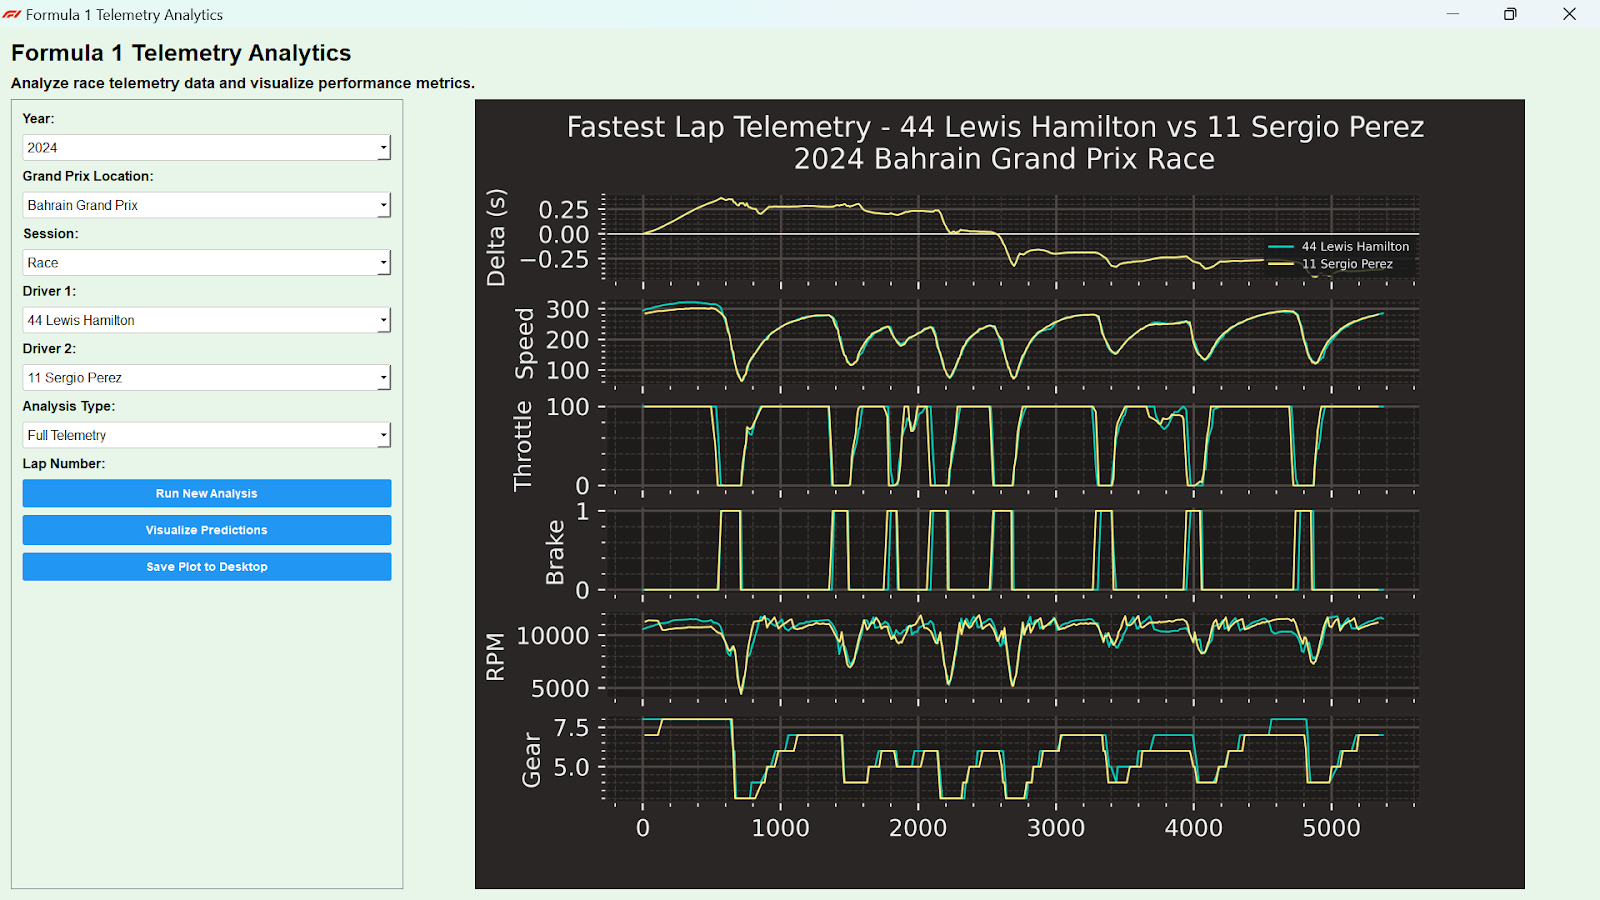 Formula 1 Telemetry Analytics
Formula 1 Telemetry Analytics
Analyze race telemetry data and visualize performance metrics.
Year:
2024
Grand Prix Location:
Bahrain Grand Prix
Session:
Race
Driver 1:
44 Lewis Hamilton
Driver 2:
11 Sergio Perez
Analysis Type:
Full Telemetry
Lap Number:
Run New Analysis
Visualize Predictions
Save Plot to Desktop
Fastest Lap Telemetry - 44 Lewis Hamilton vs 11 Sergio Perez
2024 Bahrain Grand Prix Race
Delta (s)
0.25
0.00
−0.25
44 Lewis Hamilton
11 Sergio Perez
Speed
300
200
100
Throttle
100
0
Brake
1
0
RPM
10000
5000
Gear
7.5
5.0
0 1000 2000 3000 4000 5000